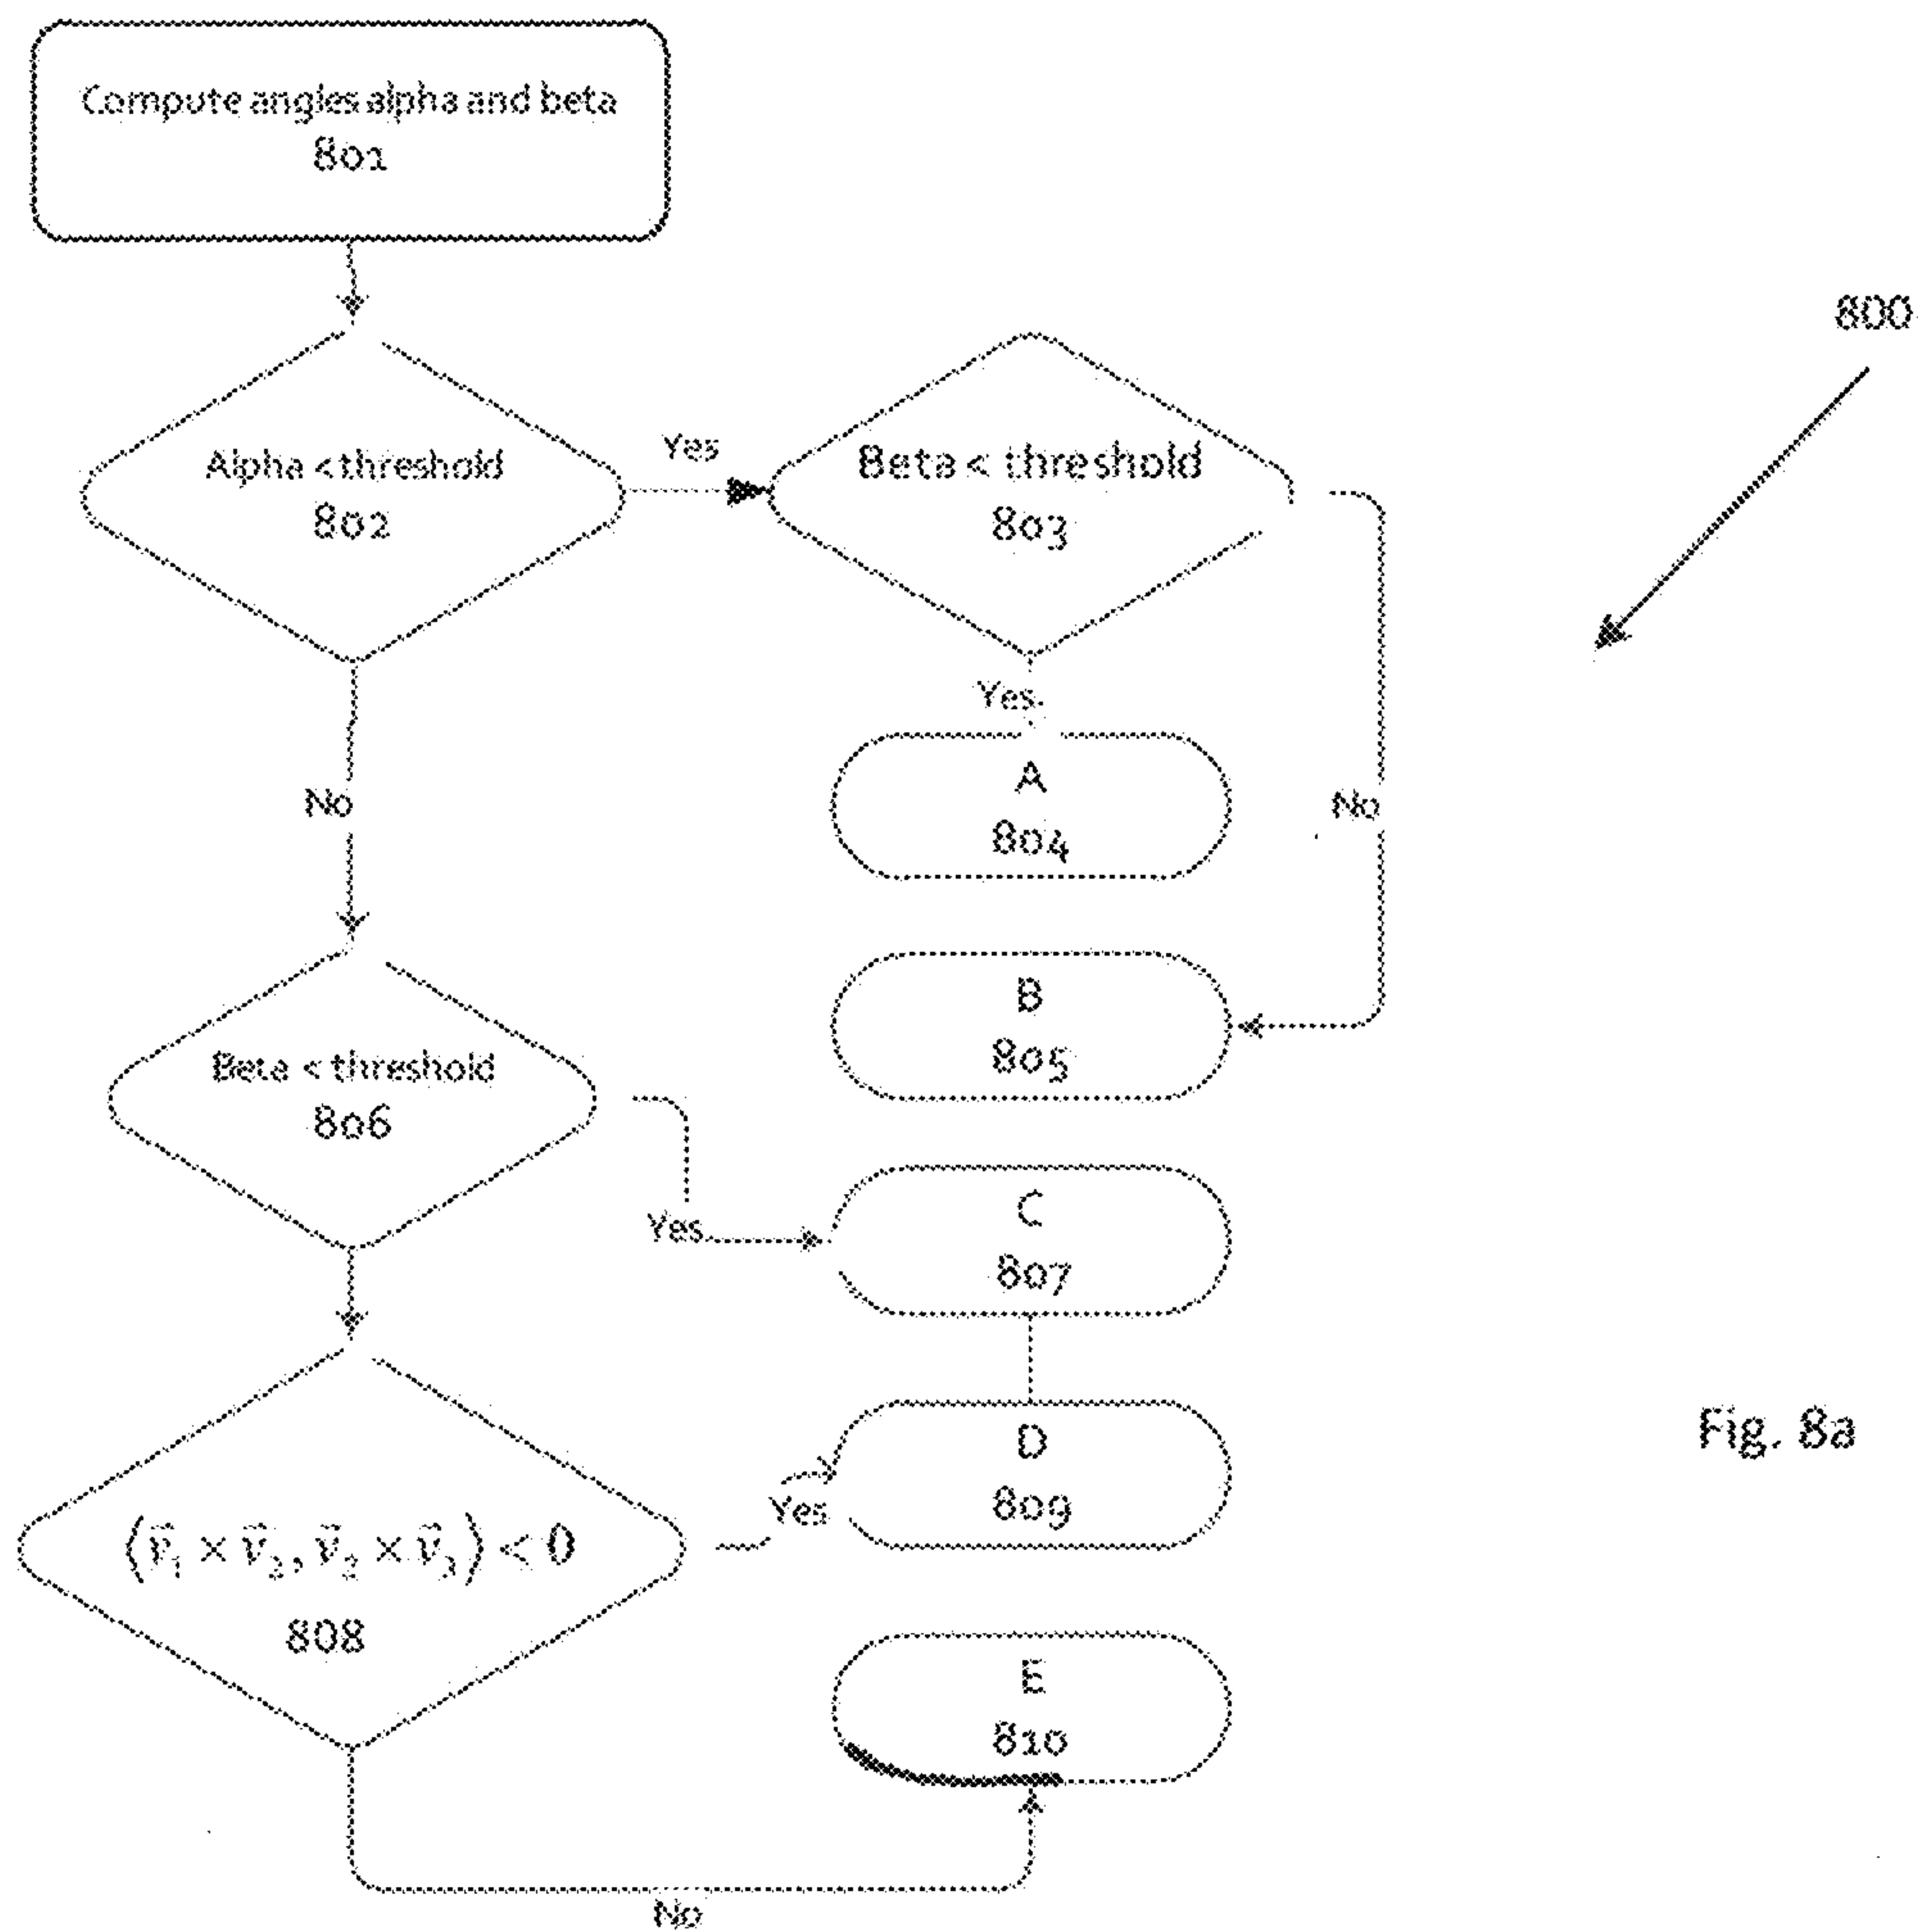 Compute angles alpha and beta
801
800
Alpha < threshold
802
Yes
Beta < threshold
803
Yes
A
804
No
No
B
805
Beta < threshold
806
Yes
C
807
D
809
Yes
(v⃗₁ × v⃗₂, v⃗₂ × v⃗₃) < 0
808
E
810
No
Fig. 8a